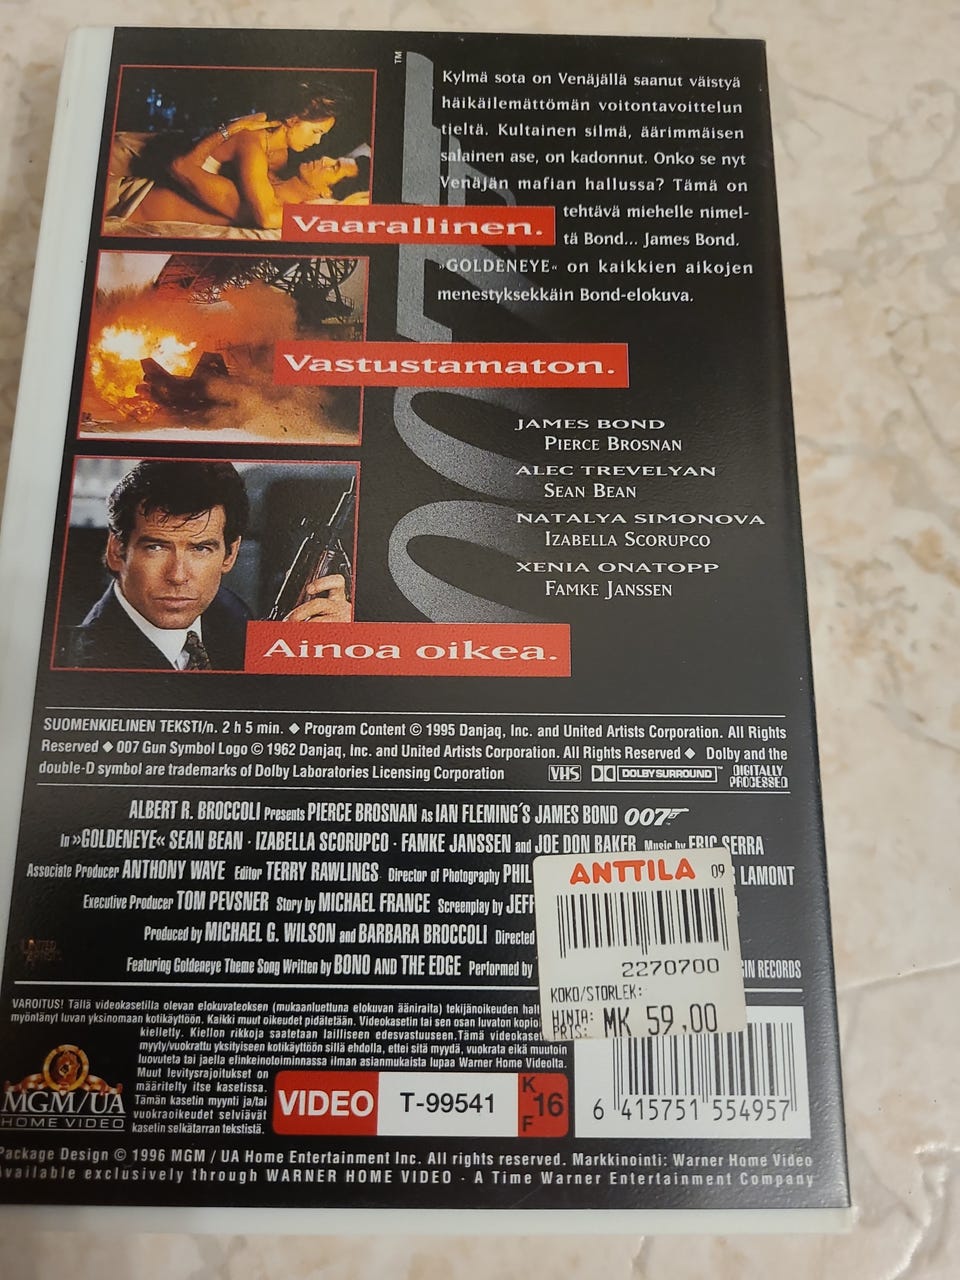 TM
Kylmä sota on Venäjällä saanut väistyä
häikäilemättömän voitontavoittelun
tieltä. Kultainen silmä, äärimmäisen
salainen ase, on kadonnut. Onko se nyt
Venäjän mafian hallussa? Tämä on
tehtävä miehelle nimel-
tä Bond... James Bond.
»GOLDENEYE« on kaikkien aikojen
menestyksekkäin Bond-elokuva.
Vaarallinen.
Vastustamaton.
Ainoa oikea.
007
JAMES BOND
PIERCE BROSNAN
ALEC TREVELYAN
SEAN BEAN
NATALYA SIMONOVA
IZABELLA SCORUPCO
XENIA ONATOPP
FAMKE JANSSEN
SUOMENKIELINEN TEKSTI/n. 2 h 5 min. ◆ Program Content © 1995 Danjaq, Inc. and United Artists Corporation. All Rights
Reserved ◆ 007 Gun Symbol Logo © 1962 Danjaq, Inc. and United Artists Corporation. All Rights Reserved ◆ Dolby and the
double-D symbol are trademarks of Dolby Laboratories Licensing Corporation VHS DOLBY SURROUND DIGITALLY PROCESSED
ALBERT R. BROCCOLI Presents PIERCE BROSNAN As IAN FLEMING'S JAMES BOND 007
In »GOLDENEYE« SEAN BEAN · IZABELLA SCORUPCO · FAMKE JANSSEN and JOE DON BAKER Music by ERIC SERRA
Associate Producer ANTHONY WAYE Editor TERRY RAWLINGS Director of Photography PHIL LAMONT
Executive Producer TOM PEVSNER Story by MICHAEL FRANCE Screenplay by JEFF
Produced by MICHAEL G. WILSON and BARBARA BROCCOLI Directed
UNITED ARTISTS
Featuring Goldeneye Theme Song Written by BONO AND THE EDGE Performed by RECORDS
ANTTILA 09
2270700
KOKO/STORLEK:
HINTA:
PRIS: MK 59,00
VAROITUS! Tällä videokasetilla olevan elokuvateoksen (mukaanluettuna elokuvan ääniraita) tekijänoikeuden
myöntänyt luvan yksinomaan kotikäyttöön. Kaikki muut oikeudet pidätetään. Videokasetin tai sen osan luvaton
kielletty. Kiellon rikkoja saatetaan lailliseen edesvastuuseen. Tämä
myyty/vuokrattu yksityiseen kotikäyttöön sillä ehdolla, ettei sitä myydä, vuokrata eikä muutoin
luovuteta tai jaella elinkeinotoiminnassa ilman asianmukaista lupaa Warner Home Videolta.
Muut levitysrajoitukset on
määritelty itse kasetissa.
Tämän kasetin myynti ja/tai
vuokraoikeudet selviävät
kasetin selkätarran tekstistä.
MGM/UA
HOME VIDEO
VIDEO T-99541 K 16 F
6 415751 554957
Package Design © 1996 MGM / UA Home Entertainment Inc. All rights reserved. Markkinointi: Warner Home Video
Available exclusively through WARNER HOME VIDEO · A Time Warner Entertainment Company